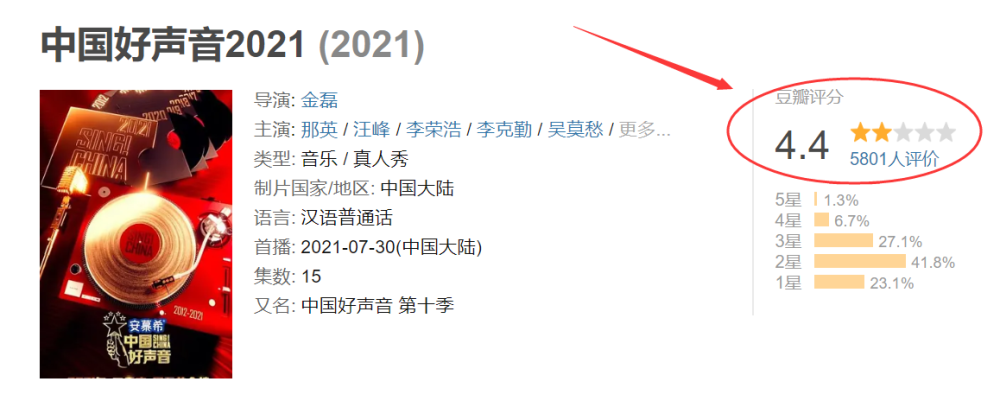 中国好声音2021 (2021)
2021
2020
SING!
CHINA
SING!
CHINA
2012-2021
安慕希
中国
好声音
SING!
CHINA
导演: 金磊
主演: 那英 / 汪峰 / 李荣浩 / 李克勤 / 吴莫愁 / 更多...
类型: 音乐 / 真人秀
制片国家/地区: 中国大陆
语言: 汉语普通话
首播: 2021-07-30(中国大陆)
集数: 15
又名: 中国好声音 第十季
豆瓣评分
4.4
5801人评价
5星 1.3%
4星 6.7%
3星 27.1%
2星 41.8%
1星 23.1%